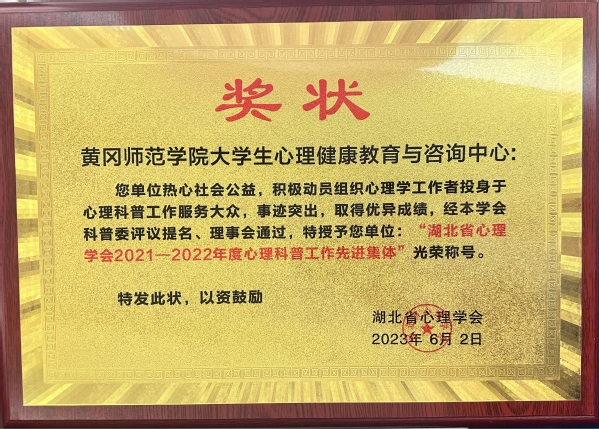 奖状
黄冈师范学院大学生心理健康教育与咨询中心:
您单位热心社会公益，积极动员组织心理学工作者投身于
心理科普工作服务大众，事迹突出，取得优异成绩，经本学会
科普委评议提名、理事会通过，特授予您单位：“湖北省心理
学会2021—2022年度心理科普工作先进集体”光荣称号。
特发此状，以资鼓励
湖北省心理学会
2023年 6月 2日